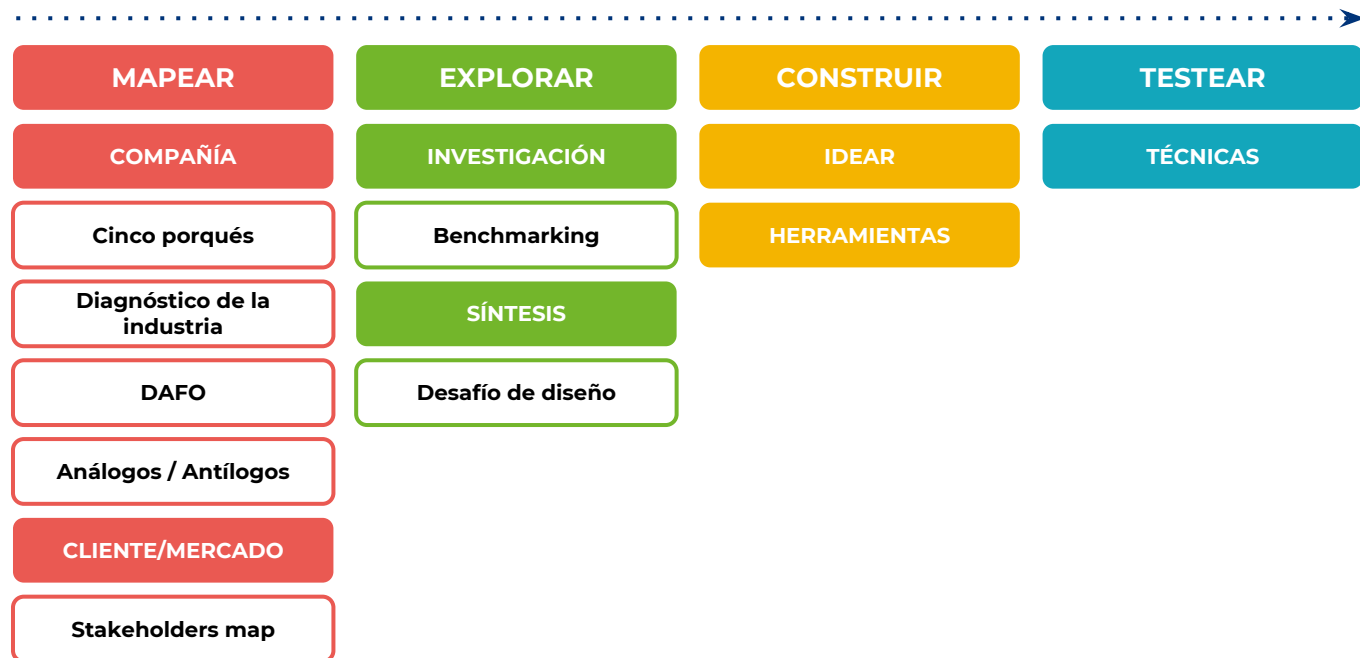 MAPEAR
COMPAÑÍA
Cinco porqués
Diagnóstico de la
industria
DAFO
Análogos / Antílogos
CLIENTE/MERCADO
Stakeholders map
EXPLORAR
INVESTIGACIÓN
Benchmarking
SÍNTESIS
Desafío de diseño
CONSTRUIR
IDEAR
HERRAMIENTAS
TESTEAR
TÉCNICAS